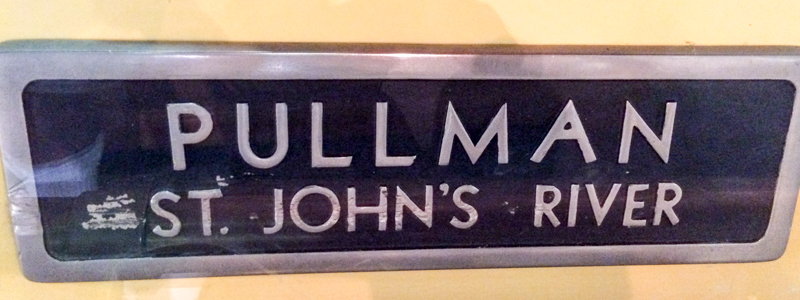 PULLMAN
ST. JOHN'S RIVER